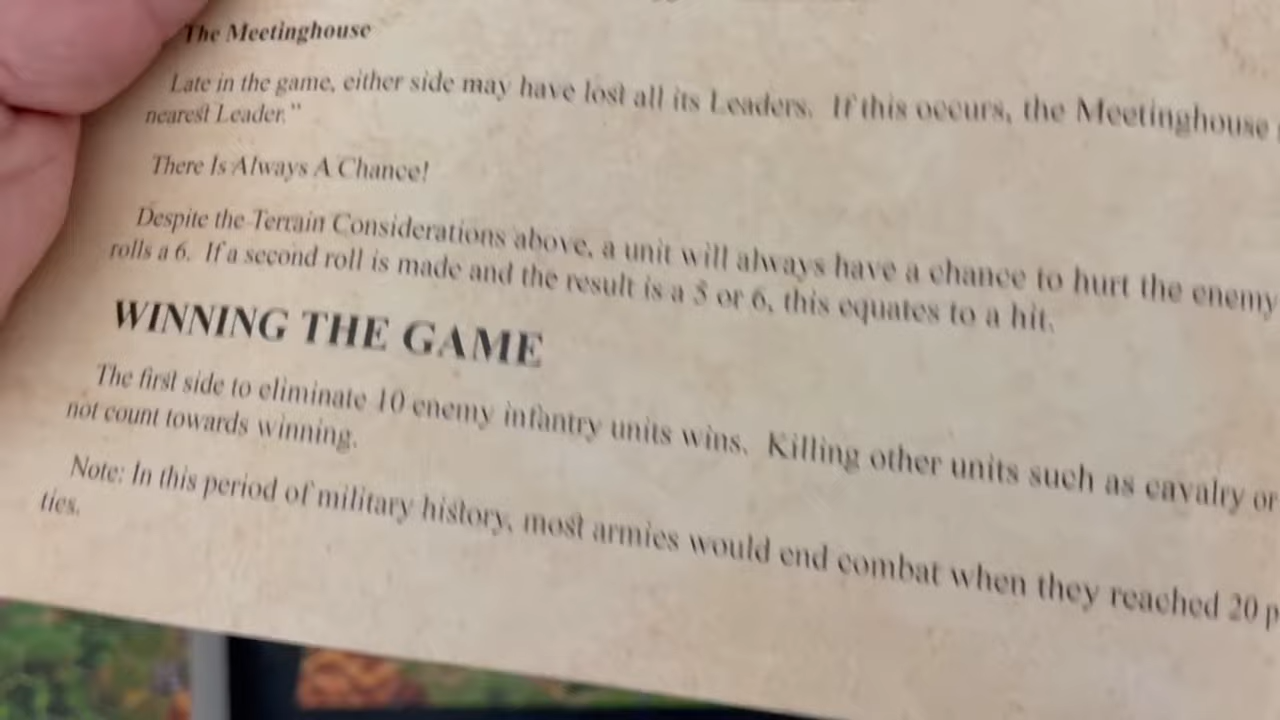 The Meetinghouse
Late in the game, either side may have lost all its Leaders. If this occurs, the Meetinghouse
nearest Leader."
There Is Always A Chance!
Despite the Terrain Considerations above, a unit will always have a chance to hurt the enemy
rolls a 6. If a second roll is made and the result is a 5 or 6, this equates to a hit.
WINNING THE GAME
The first side to eliminate 10 enemy infantry units wins. Killing other units such as cavalry or
not count towards winning.
Note: In this period of military history, most armies would end combat when they reached 20 p
ties.